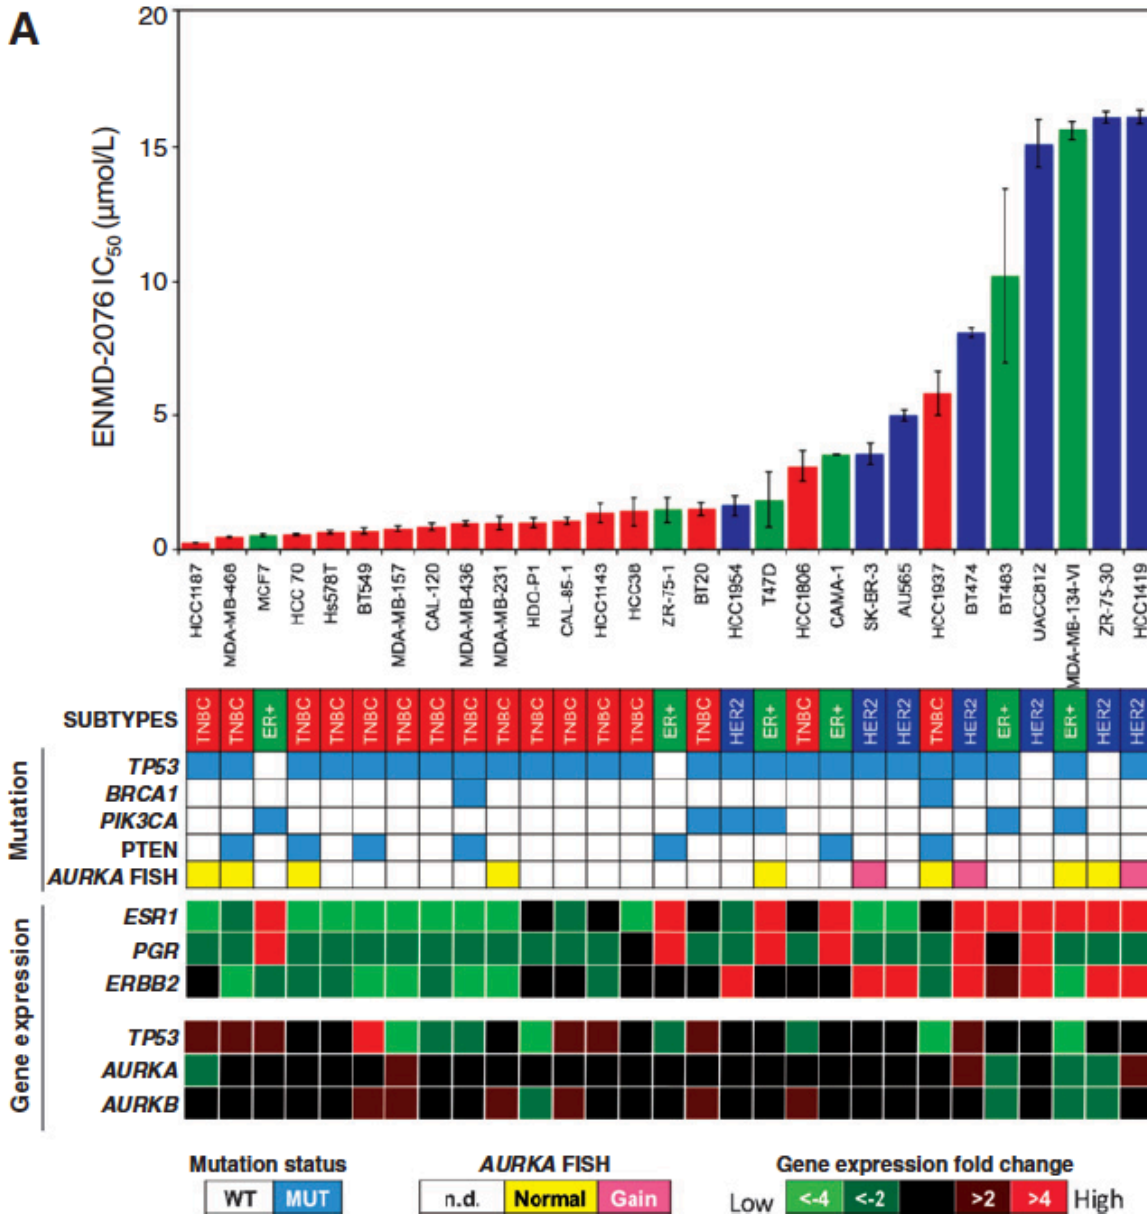 A
ENMD-2076 IC50 (µmol/L)
20
15
10
5
0
HCC1187
MDA-MB-468
MCF7
HCC 70
Hs578T
BT549
MDA-MB-157
CAL-120
MDA-MB-436
MDA-MB-231
HDC-P1
CAL-85-1
HCC1143
HCC38
ZR-75-1
BT20
HCC1954
T47D
HCC1806
CAMA-1
SK-BR-3
AU565
HCC1937
BT474
BT483
UACC812
MDA-MB-134-VI
ZR-75-30
HCC1419
SUBTYPES TNBC TNBC ER+ TNBC TNBC TNBC TNBC TNBC TNBC TNBC TNBC TNBC TNBC TNBC ER+ TNBC HER2 ER+ TNBC ER+ HER2 HER2 TNBC HER2 ER+ HER2 ER+ HER2 HER2
Mutation
TP53
BRCA1
PIK3CA
PTEN
AURKA FISH
Gene expression
ESR1
PGR
ERBB2
TP53
AURKA
AURKB
Mutation status
WT MUT
AURKA FISH
n.d. Normal Gain
Gene expression fold change
Low <-4 <-2 >2 >4 High